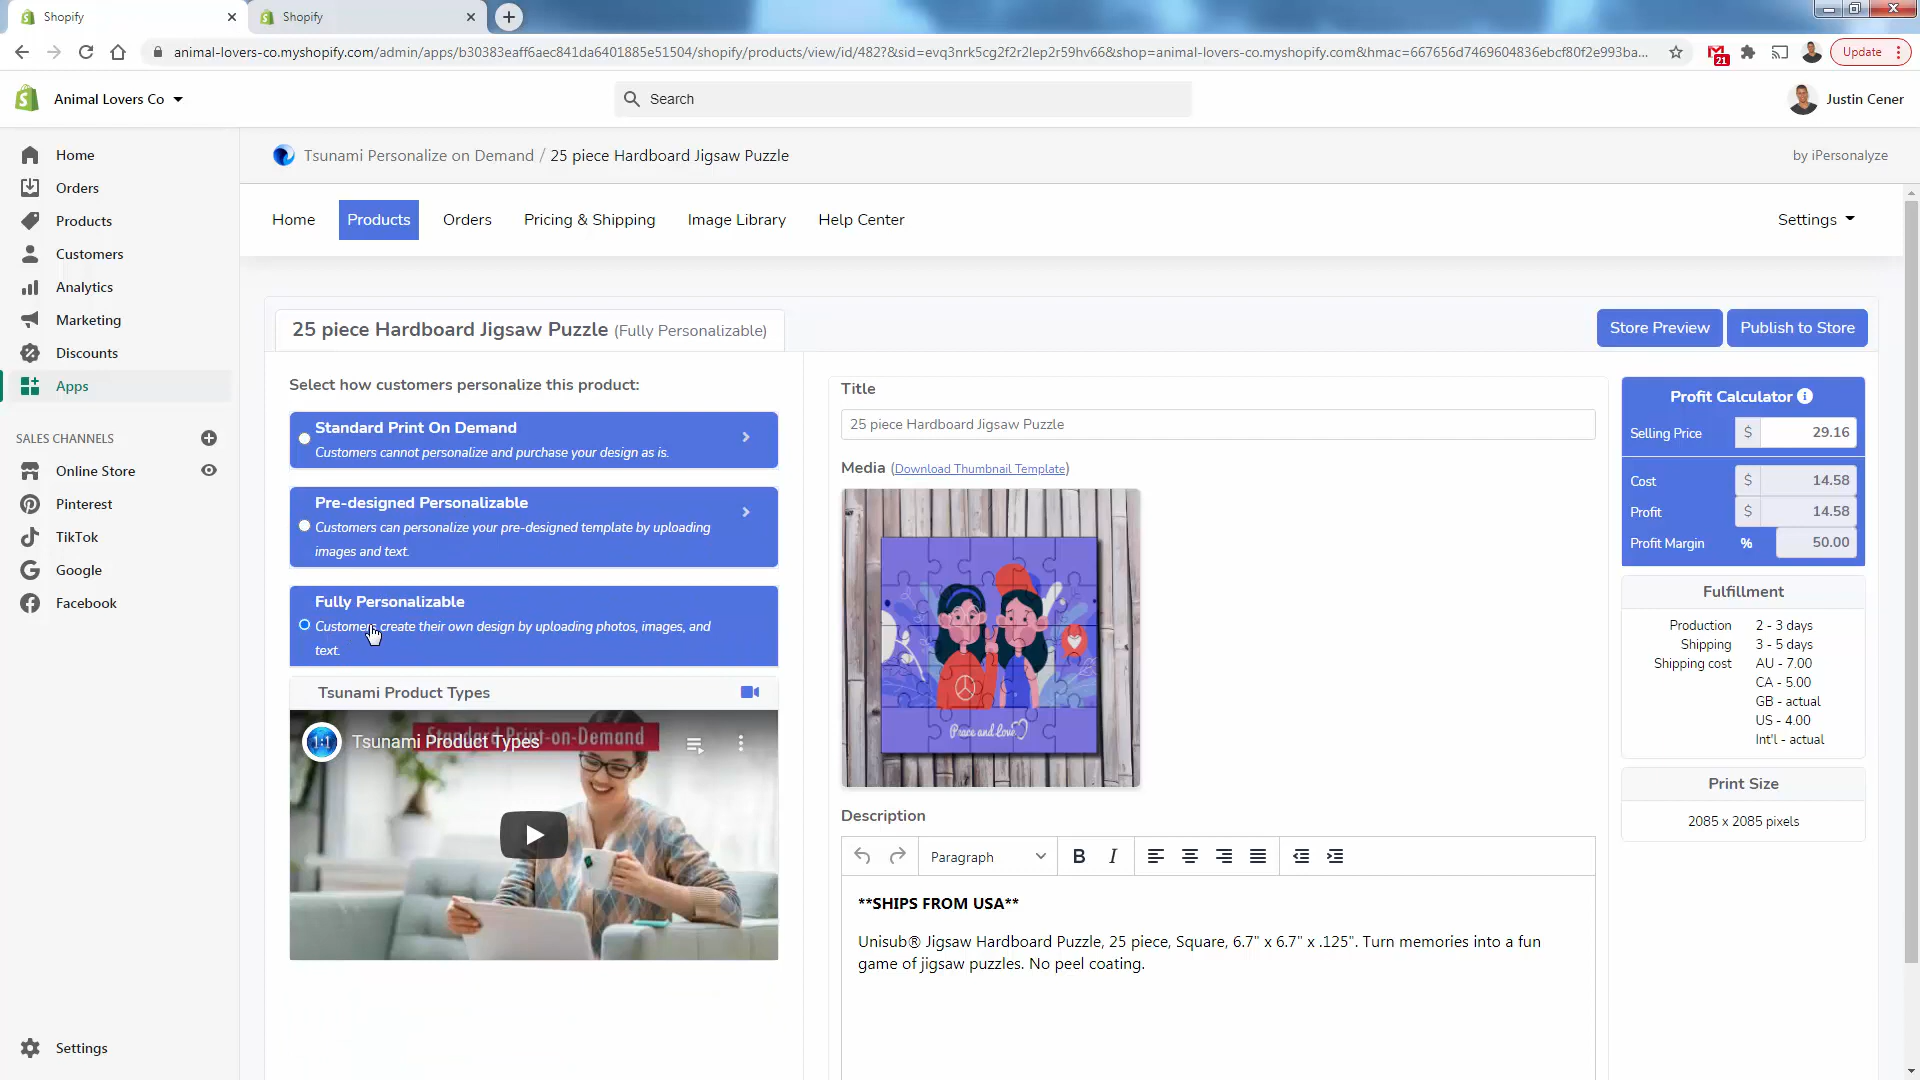 Shopify
Shopify
animal-lovers-co.myshopify.com/admin/apps/b30383eaff6aec841da6401885e51504/shopify/products/view/id/482?&sid=evq3nrk5cg2f2r2lep2r59hv66&shop=animal-lovers-co.myshopify.com&hmac=667656d7469604836ebcf80f2e993ba...
21
Update
Animal Lovers Co
Search
Justin Cener
Home
Orders
Products
Customers
Analytics
Marketing
Discounts
Apps
SALES CHANNELS
Online Store
Pinterest
TikTok
Google
Facebook
Settings
Tsunami Personalize on Demand / 25 piece Hardboard Jigsaw Puzzle
by iPersonalyze
Home
Products
Orders
Pricing & Shipping
Image Library
Help Center
Settings
25 piece Hardboard Jigsaw Puzzle (Fully Personalizable)
Store Preview
Publish to Store
Select how customers personalize this product:
Standard Print On Demand
Customers cannot personalize and purchase your design as is.
Pre-designed Personalizable
Customers can personalize your pre-designed template by uploading
images and text.
Fully Personalizable
Customers create their own design by uploading photos, images, and
text.
Tsunami Product Types
1:1
Tsunami Product Types
Standard Print-on-Demand
Title
25 piece Hardboard Jigsaw Puzzle
Media (Download Thumbnail Template)
Peace and Love
Description
Paragraph
B
I
**SHIPS FROM USA**
Unisub® Jigsaw Hardboard Puzzle, 25 piece, Square, 6.7" x 6.7" x .125". Turn memories into a fun
game of jigsaw puzzles. No peel coating.
Profit Calculator
Selling Price $ 29.16
Cost $ 14.58
Profit $ 14.58
Profit Margin % 50.00
Fulfillment
Production 2 - 3 days
Shipping 3 - 5 days
Shipping cost AU - 7.00
CA - 5.00
GB - actual
US - 4.00
Int'l - actual
Print Size
2085 x 2085 pixels